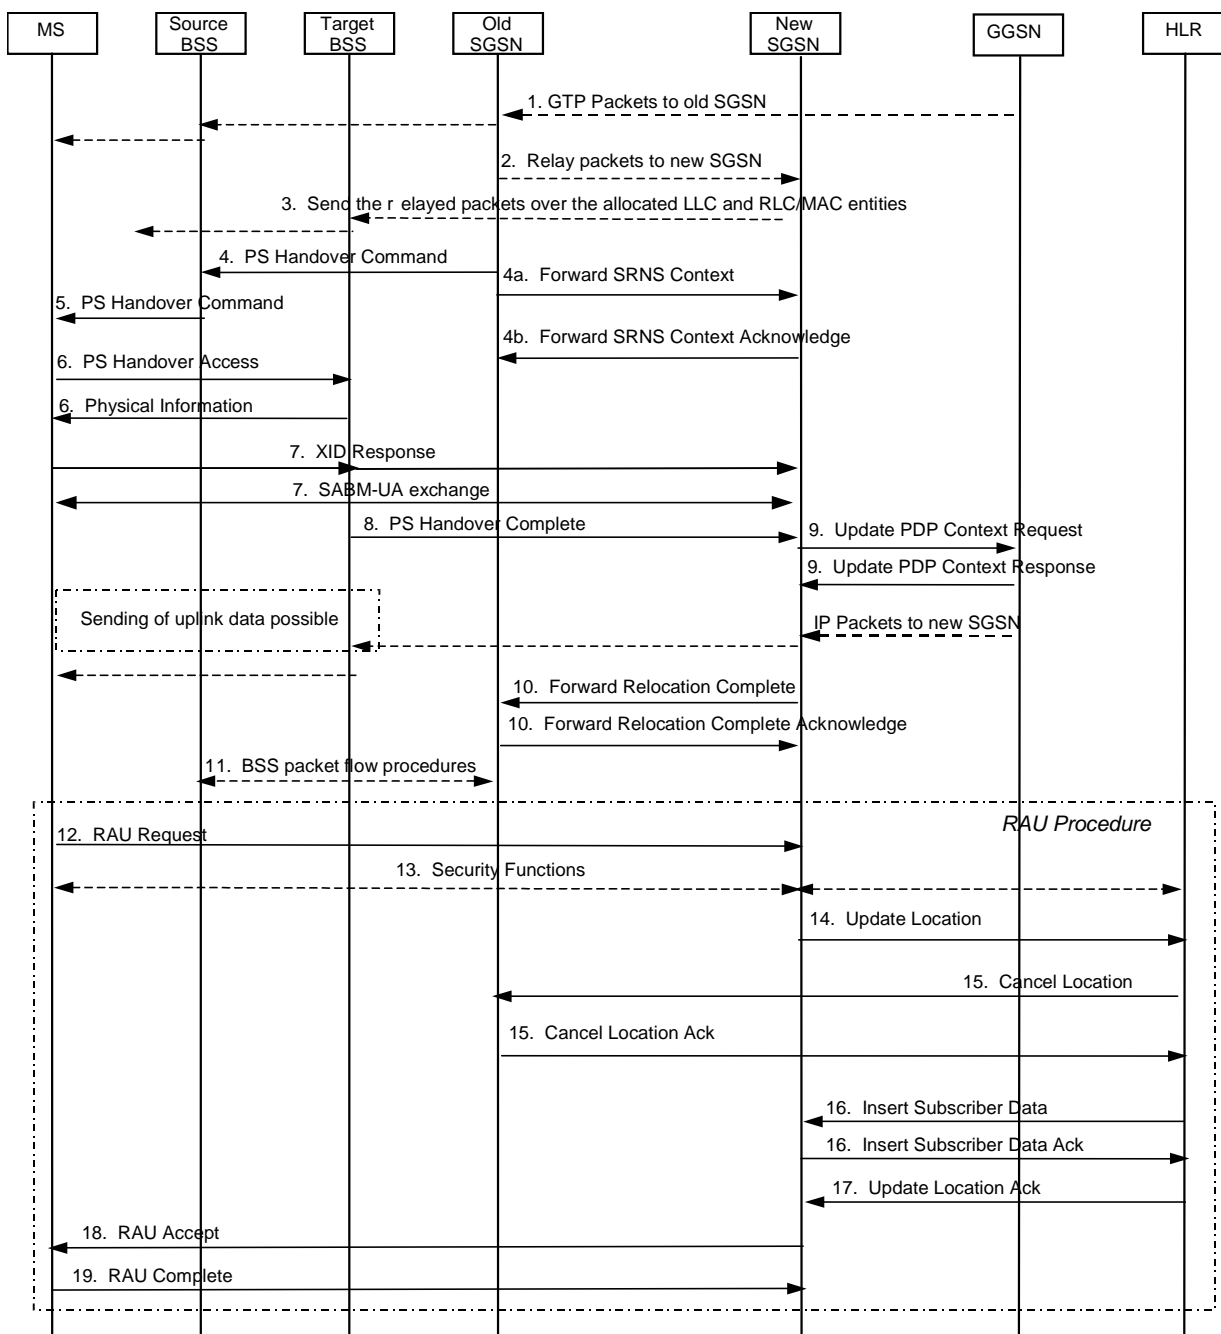 MS
Source
BSS
Target
BSS
Old
SGSN
New
SGSN
GGSN
HLR
1. GTP Packets to old SGSN
2. Relay packets to new SGSN
3. Send the r elayed packets over the allocated LLC and RLC/MAC entities
4. PS Handover Command
4a. Forward SRNS Context
5. PS Handover Command
4b. Forward SRNS Context Acknowledge
6. PS Handover Access
6. Physical Information
7. XID Response
7. SABM-UA exchange
8. PS Handover Complete
9. Update PDP Context Request
9. Update PDP Context Response
Sending of uplink data possible
IP Packets to new SGSN
10. Forward Relocation Complete
10. Forward Relocation Complete Acknowledge
11. BSS packet flow procedures
RAU Procedure
12. RAU Request
13. Security Functions
14. Update Location
15. Cancel Location
15. Cancel Location Ack
16. Insert Subscriber Data
16. Insert Subscriber Data Ack
17. Update Location Ack
18. RAU Accept
19. RAU Complete